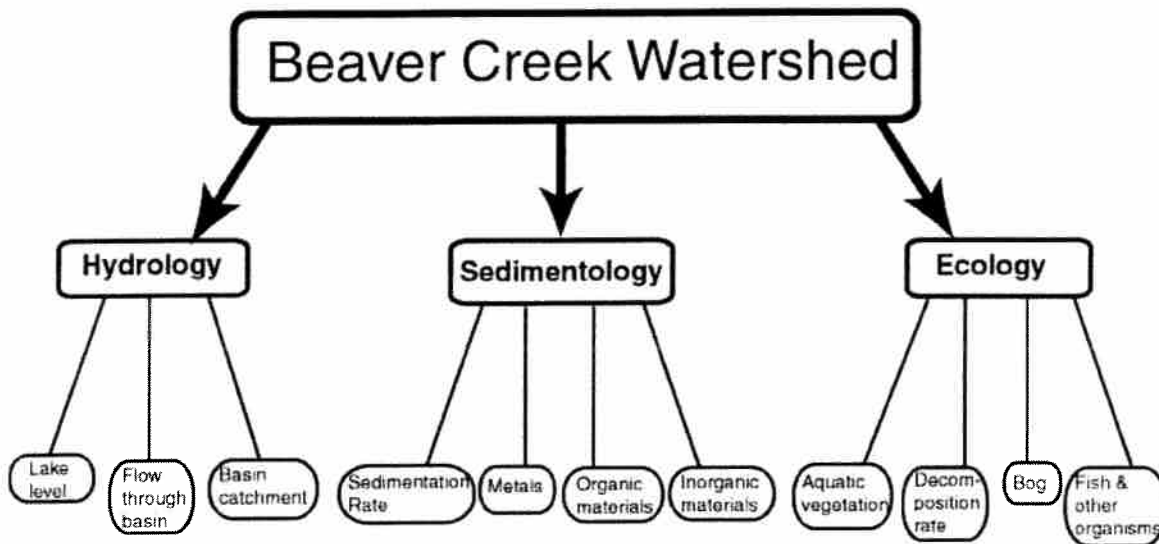 Beaver Creek Watershed
Hydrology
Sedimentology
Ecology
Lake
level
Flow
through
basin
Basin
catchment
Sedimentation
Rate
Metals
Organic
materials
Inorganic
materials
Aquatic
vegetation
Decom-
position
rate
Bog
Fish &
other
organisms